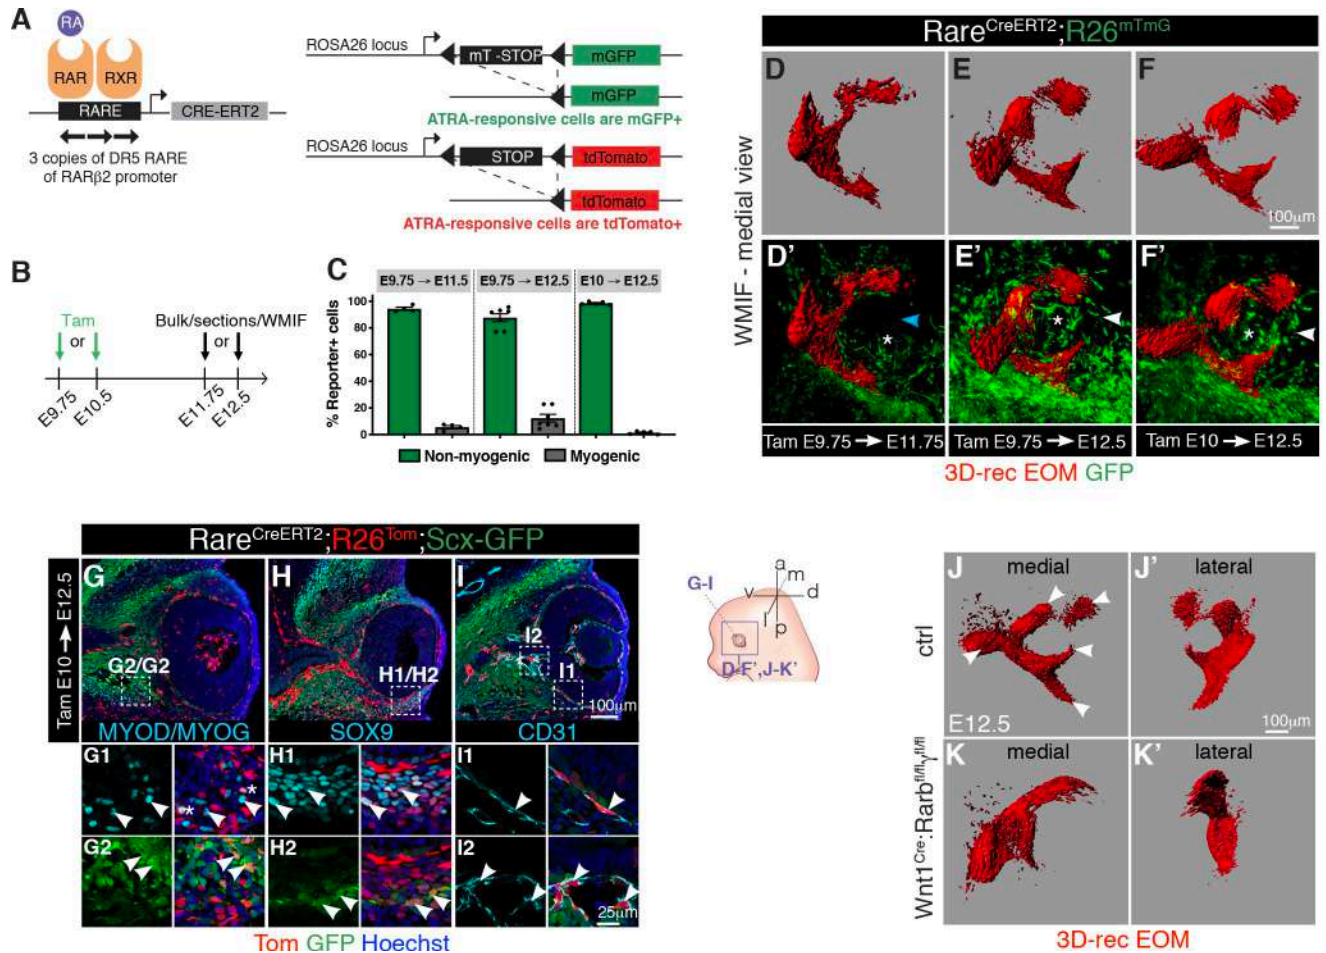 A
RA
RAR
RXR
RARE
CRE-ERT2
3 copies of DR5 RARE
of RARβ2 promoter
ROSA26 locus
mT -STOP
mGFP
mGFP
ATRA-responsive cells are mGFP+
ROSA26 locus
STOP
tdTomato
tdTomato
ATRA-responsive cells are tdTomato+
B
Tam
or
Bulk/sections/WMIF
or
E9.75
E10.5
E11.75
E12.5
C
E9.75 → E11.5
E9.75 → E12.5
E10 → E12.5
% Reporter+ cells
100
80
60
40
20
0
Non-myogenic
Myogenic
RareCreERT2;R26mTmG
WMIF - medial view
D
E
F
100μm
D'
*
E'
*
F'
*
Tam E9.75 → E11.75
Tam E9.75 → E12.5
Tam E10 → E12.5
3D-rec EOM GFP
RareCreERT2;R26Tom;Scx-GFP
Tam E10 → E12.5
G
G2/G2
MYOD/MYOG
H
H1/H2
SOX9
I
I2
I1
100μm
CD31
G1
*
*
H1
I1
G2
H2
I2
25μm
Tom GFP Hoechst
G-I
a
m
v
d
l
p
D-F',J-K'
ctrl
J
medial
E12.5
J'
lateral
100μm
Wnt1Cre;Rarbfl/flγfl/fl
K
medial
K'
lateral
3D-rec EOM